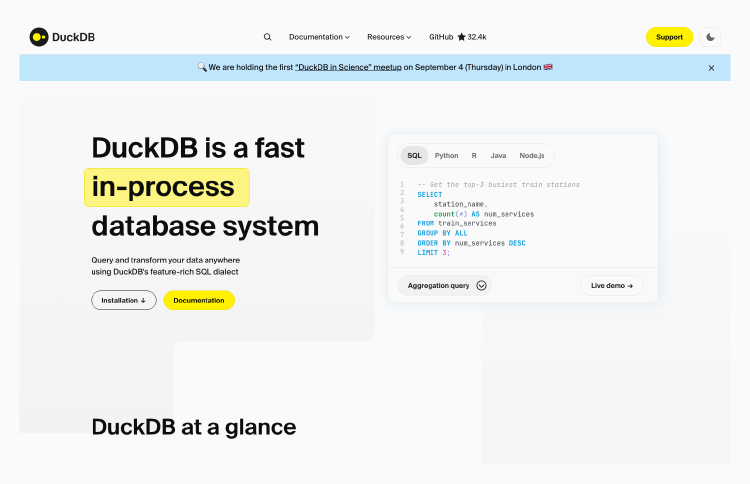 DuckDB
Documentation
Resources
GitHub ★ 32.4k
Support
🔍 We are holding the first “DuckDB in Science” meetup on September 4 (Thursday) in London 🇬🇧
DuckDB is a fast
in-process
database system
Query and transform your data anywhere
using DuckDB's feature-rich SQL dialect
Installation ↓
Documentation
SQL
Python
R
Java
Node.js
1
2
3
4
5
6
7
8
9
-- Get the top-3 busiest train stations
SELECT
station_name,
count(*) AS num_services
FROM train_services
GROUP BY ALL
ORDER BY num_services DESC
LIMIT 3;
Aggregation query
Live demo →
DuckDB at a glance